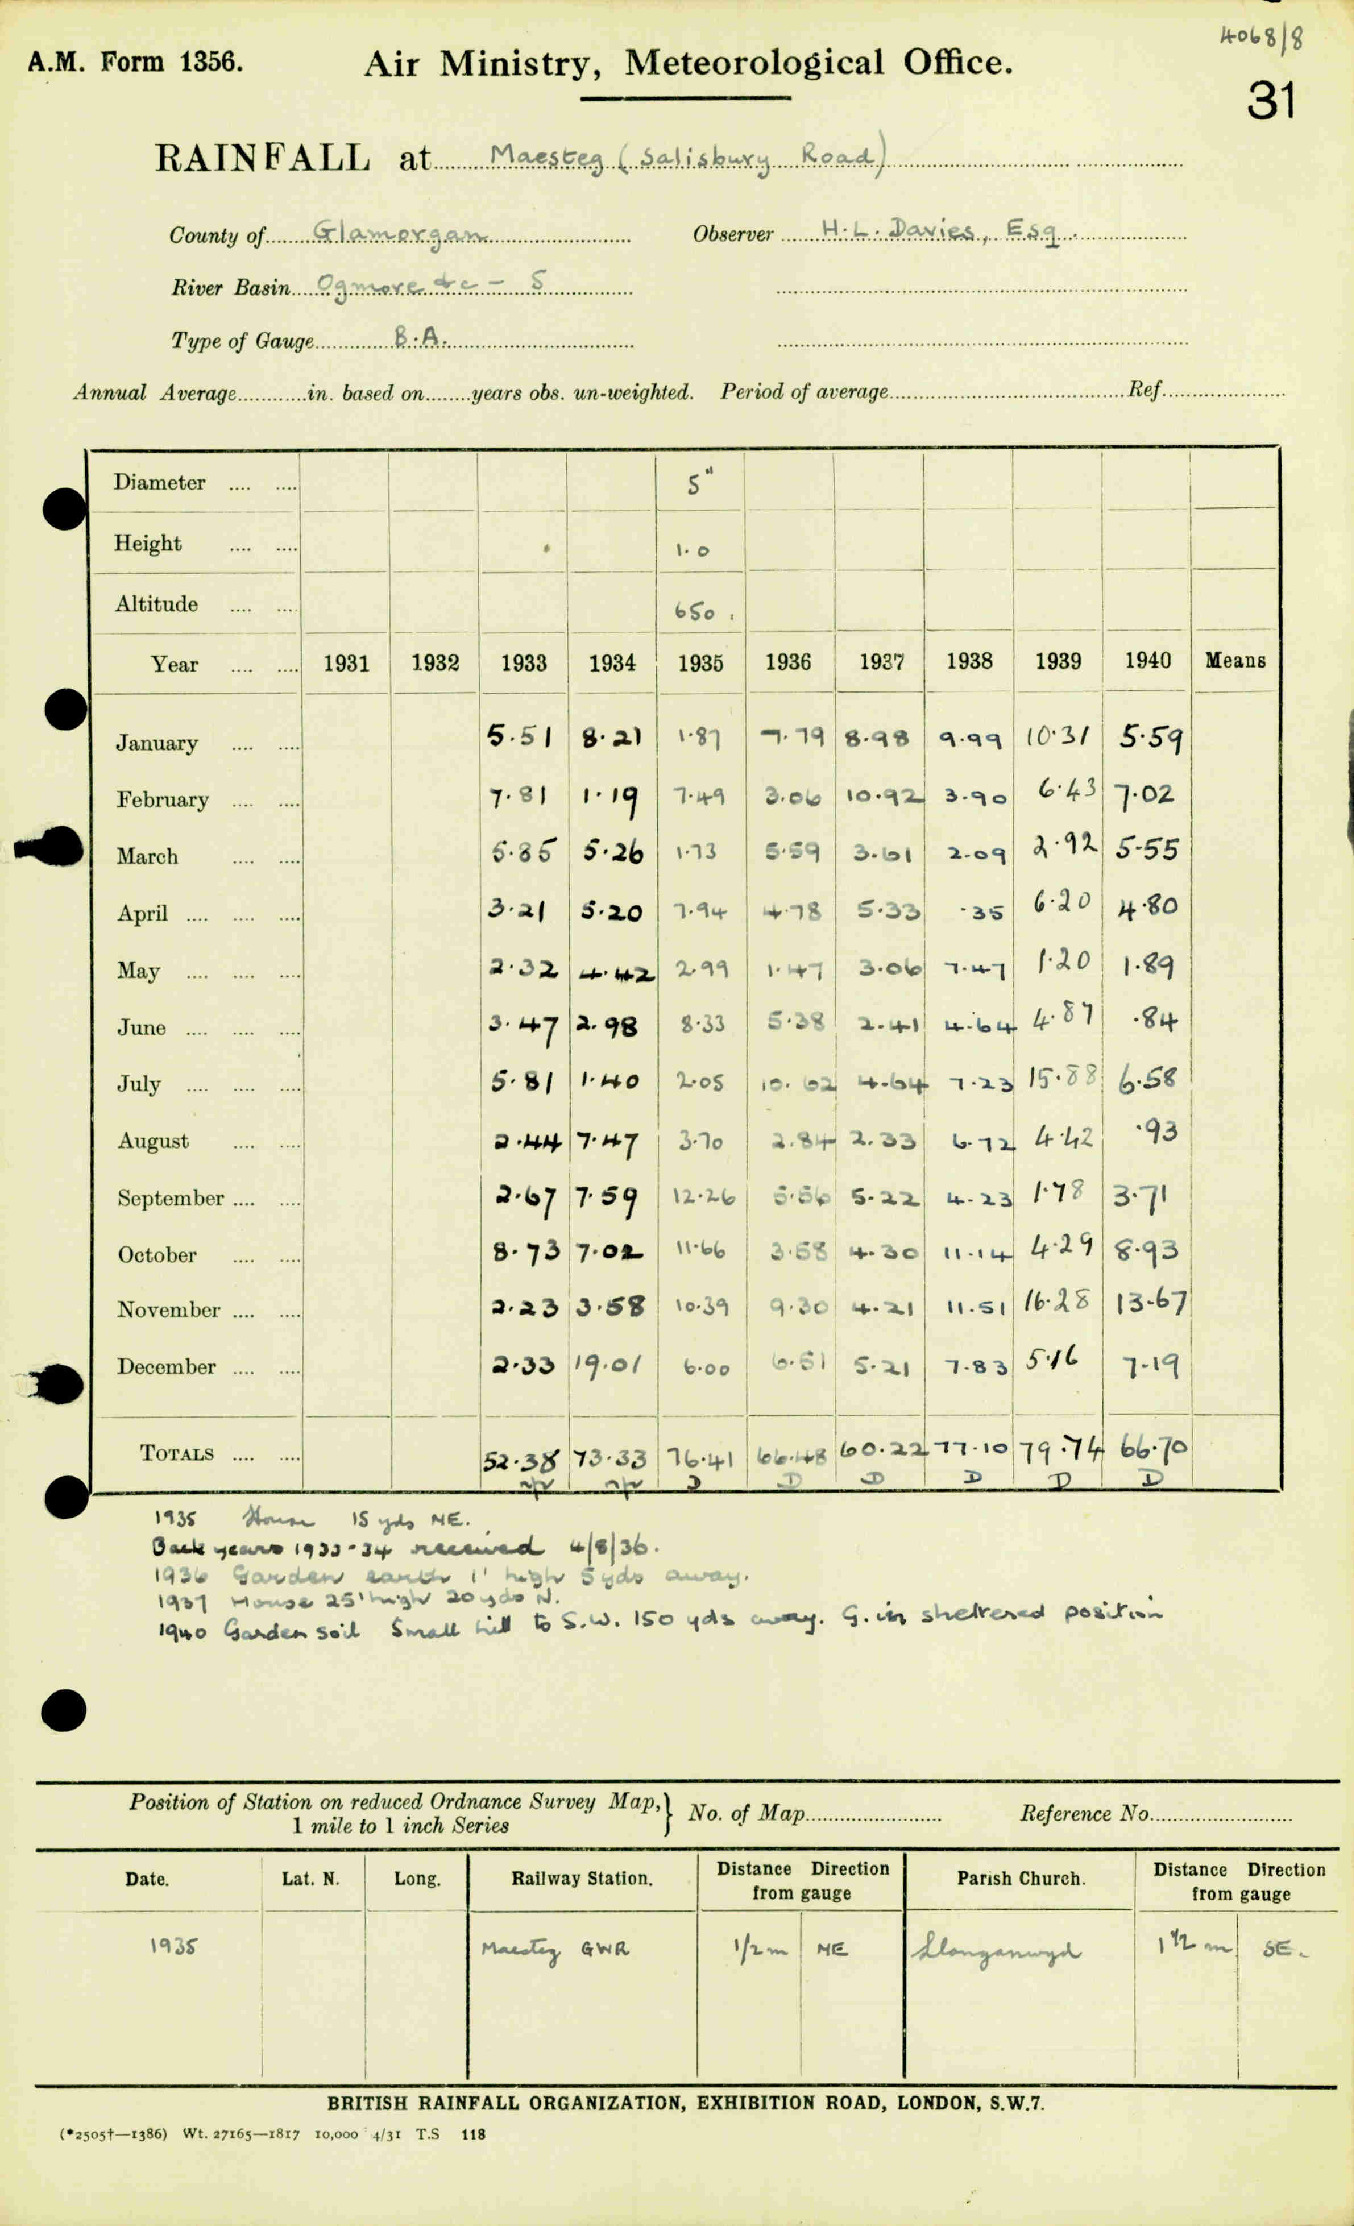 4068/8
A.M. Form 1356. Air Ministry, Meteorological Office.
31
RAINFALL at Maesteg (Salisbury Road)
County of Glamorgan Observer H.L. Davies, Esq.
River Basin Ogmore &c - S
Type of Gauge B.A.
Annual Average in. based on years obs. un-weighted. Period of average Ref.
Diameter 5"
Height 1.0
Altitude 650.
Year 1931 1932 1933 1934 1935 1936 1937 1938 1939 1940 Means
January 5.51 8.21 1.87 7.79 8.98 9.99 10.31 5.59
February 7.81 1.19 7.49 3.06 10.92 3.90 6.43 7.02
March 5.85 5.26 1.73 5.59 3.61 2.09 2.92 5.55
April 3.21 5.20 7.94 4.78 5.33 .35 6.20 4.80
May 2.32 4.42 2.99 1.47 3.06 7.47 1.20 1.89
June 3.47 2.98 8.33 5.38 2.41 4.64 4.87 .84
July 5.81 1.40 2.05 10.62 4.64 7.23 15.88 6.58
August 2.44 7.47 3.70 2.84 2.33 6.72 4.42 .93
September 2.67 7.59 12.26 5.56 5.22 4.23 1.78 3.71
October 8.73 7.02 11.66 3.58 4.30 11.14 4.29 8.93
November 2.23 3.58 10.39 9.30 4.21 11.51 16.28 13.67
December 2.33 19.01 6.00 6.51 5.21 7.83 5.16 7.19
TOTALS 52.38 73.33 76.41 66.48 60.22 77.10 79.74 66.70
D D D D D D
1935 House 15 yds NE.
Back years 1933-34 received 4/8/36.
1936 Garden earth 1' high 5yds away.
1937 House 25' high 20yds N.
1940 Garden soil Small hill to S.W. 150 yds away. G. in sheltered position
Position of Station on reduced Ordnance Survey Map, 1 mile to 1 inch Series } No. of Map Reference No.
Date. Lat. N. Long. Railway Station. Distance Direction from gauge Parish Church. Distance Direction from gauge
1935 Maesteg GWR 1/2 m NE Llangynwyd 1 1/2 m SE.
BRITISH RAINFALL ORGANIZATION, EXHIBITION ROAD, LONDON, S.W.7.
(*2505†—1386) Wt. 27165—1817 10,000 4/31 T.S 118